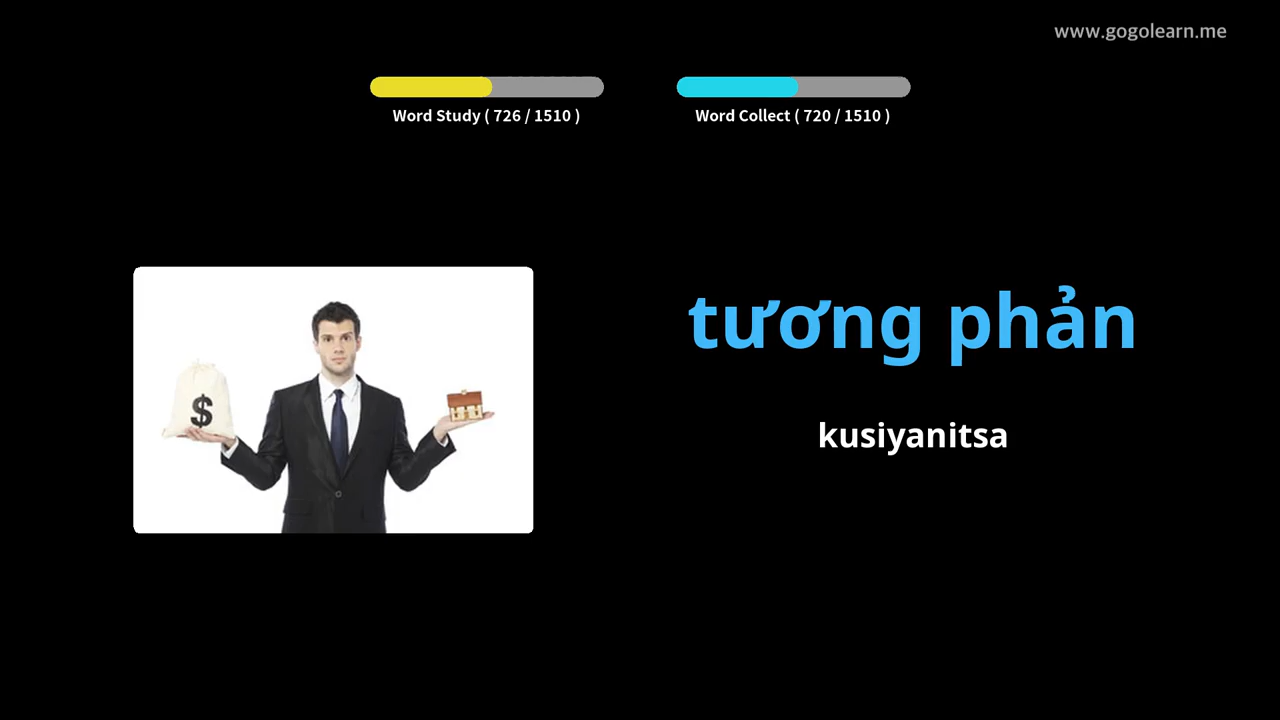 www.gogolearn.me
Word Study ( 726 / 1510 )
Word Collect ( 720 / 1510 )
$
tương phản
kusiyanitsa